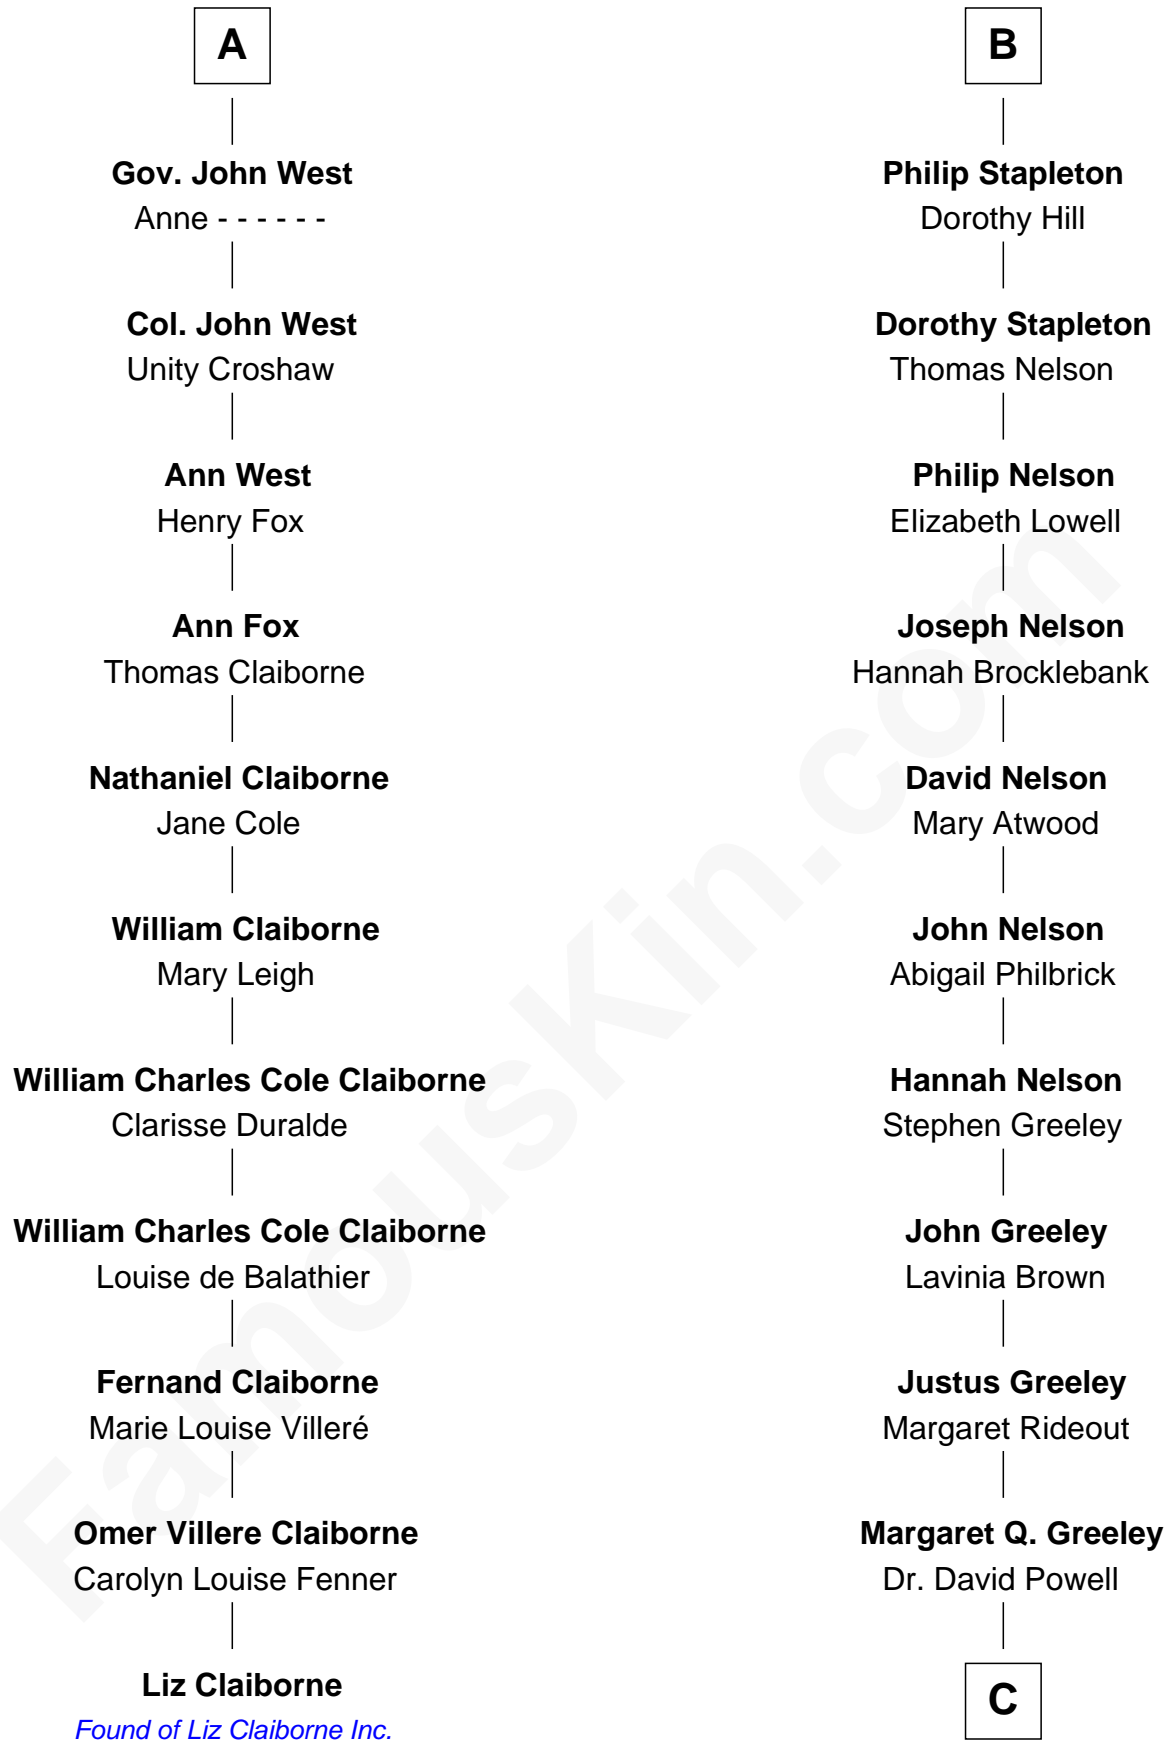 A
Gov. John West
Anne - - - - - -
Col. John West
Unity Croshaw
Ann West
Henry Fox
Ann Fox
Thomas Claiborne
Nathaniel Claiborne
Jane Cole
William Claiborne
Mary Leigh
William Charles Cole Claiborne
Clarisse Duralde
William Charles Cole Claiborne
Louise de Balathier
Fernand Claiborne
Marie Louise Villeré
Omer Villere Claiborne
Carolyn Louise Fenner
Liz Claiborne
Found of Liz Claiborne Inc.
B
Philip Stapleton
Dorothy Hill
Dorothy Stapleton
Thomas Nelson
Philip Nelson
Elizabeth Lowell
Joseph Nelson
Hannah Brocklebank
David Nelson
Mary Atwood
John Nelson
Abigail Philbrick
Hannah Nelson
Stephen Greeley
John Greeley
Lavinia Brown
Justus Greeley
Margaret Rideout
Margaret Q. Greeley
Dr. David Powell
C
FamousKin.com